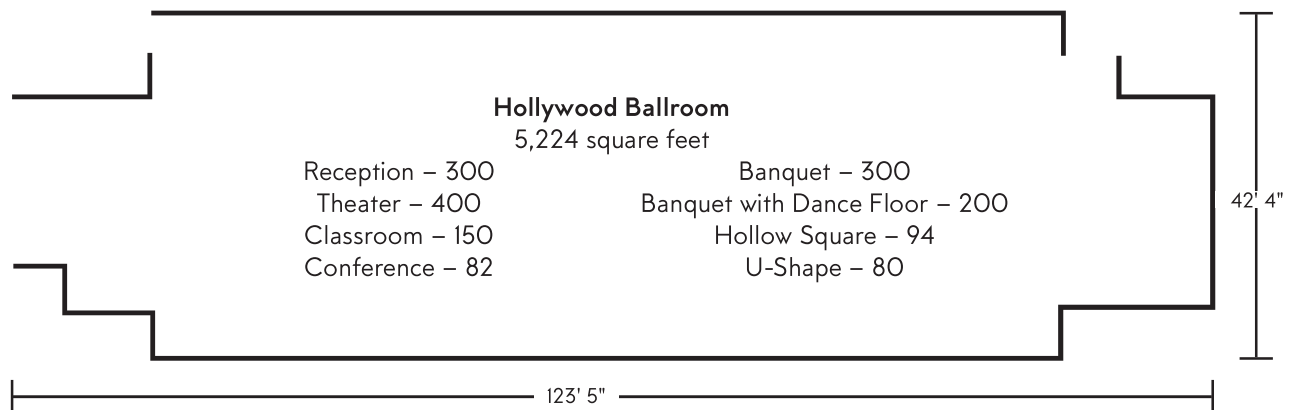 Hollywood Ballroom
5,224 square feet
Reception – 300
Theater – 400
Classroom – 150
Conference – 82
Banquet – 300
Banquet with Dance Floor – 200
Hollow Square – 94
U-Shape – 80
42' 4"
123' 5"